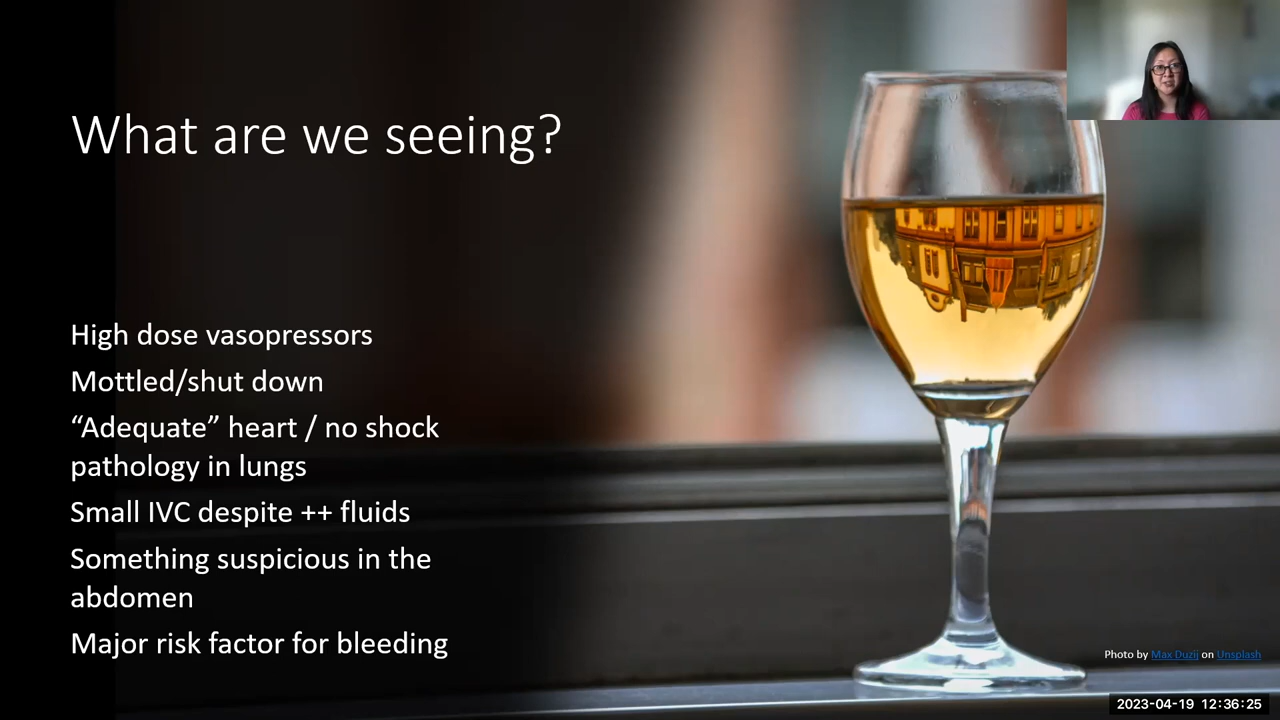 What are we seeing?
High dose vasopressors
Mottled/shut down
“Adequate” heart / no shock
pathology in lungs
Small IVC despite ++ fluids
Something suspicious in the
abdomen
Major risk factor for bleeding
Photo by Max Duzij on Unsplash
2023-04-19 12:36:25